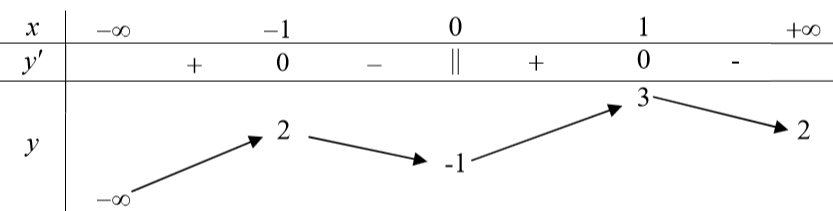 x −∞ −1 0 1 +∞
y′ + 0 − || + 0 -
3
2 2
y -1
−∞